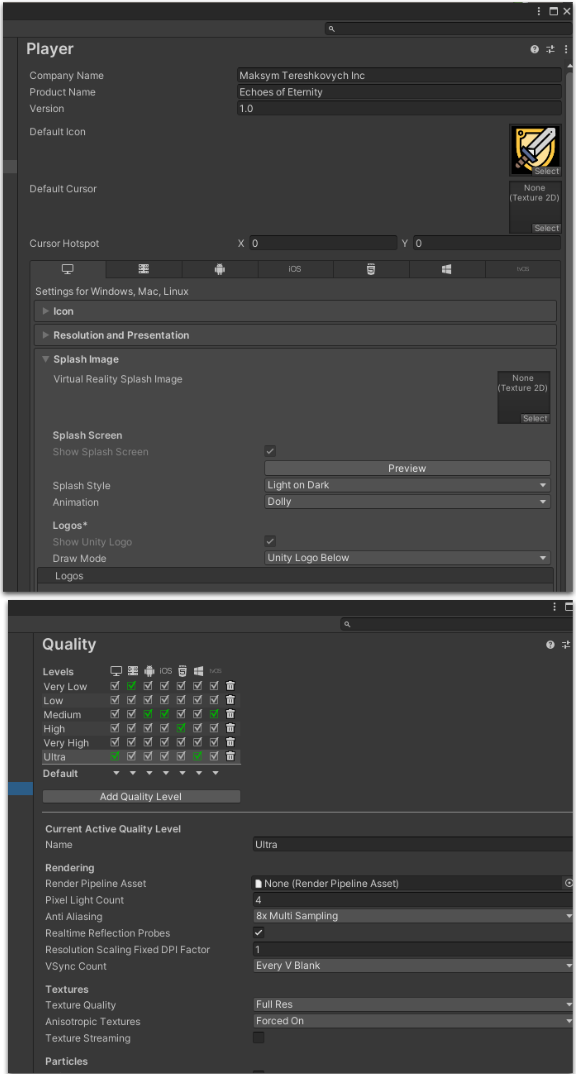 Player
Company Name Maksym Tereshkovych Inc
Product Name Echoes of Eternity
Version 1.0
Default Icon
Select
Default Cursor None
(Texture 2D)
Select
Cursor Hotspot X 0 Y 0
iOS tvOS
Settings for Windows, Mac, Linux
Icon
Resolution and Presentation
Splash Image
Virtual Reality Splash Image None
(Texture 2D)
Select
Splash Screen
Show Splash Screen
Preview
Splash Style Light on Dark
Animation Dolly
Logos*
Show Unity Logo
Draw Mode Unity Logo Below
Logos
Quality
Levels iOS tvOS
Very Low
Low
Medium
High
Very High
Ultra
Default
Add Quality Level
Current Active Quality Level
Name Ultra
Rendering
Render Pipeline Asset None (Render Pipeline Asset)
Pixel Light Count 4
Anti Aliasing 8x Multi Sampling
Realtime Reflection Probes
Resolution Scaling Fixed DPI Factor 1
VSync Count Every V Blank
Textures
Texture Quality Full Res
Anisotropic Textures Forced On
Texture Streaming
Particles